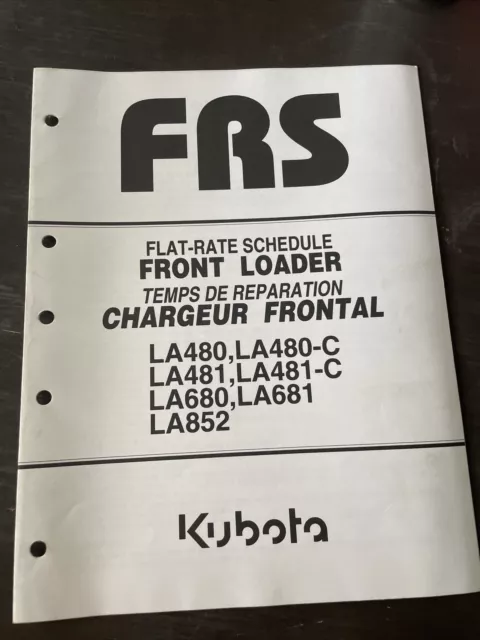 FRS
FLAT-RATE SCHEDULE
FRONT LOADER
TEMPS DE REPARATION
CHARGEUR FRONTAL
LA480,LA480-C
LA481,LA481-C
LA680,LA681
LA852
Kubota